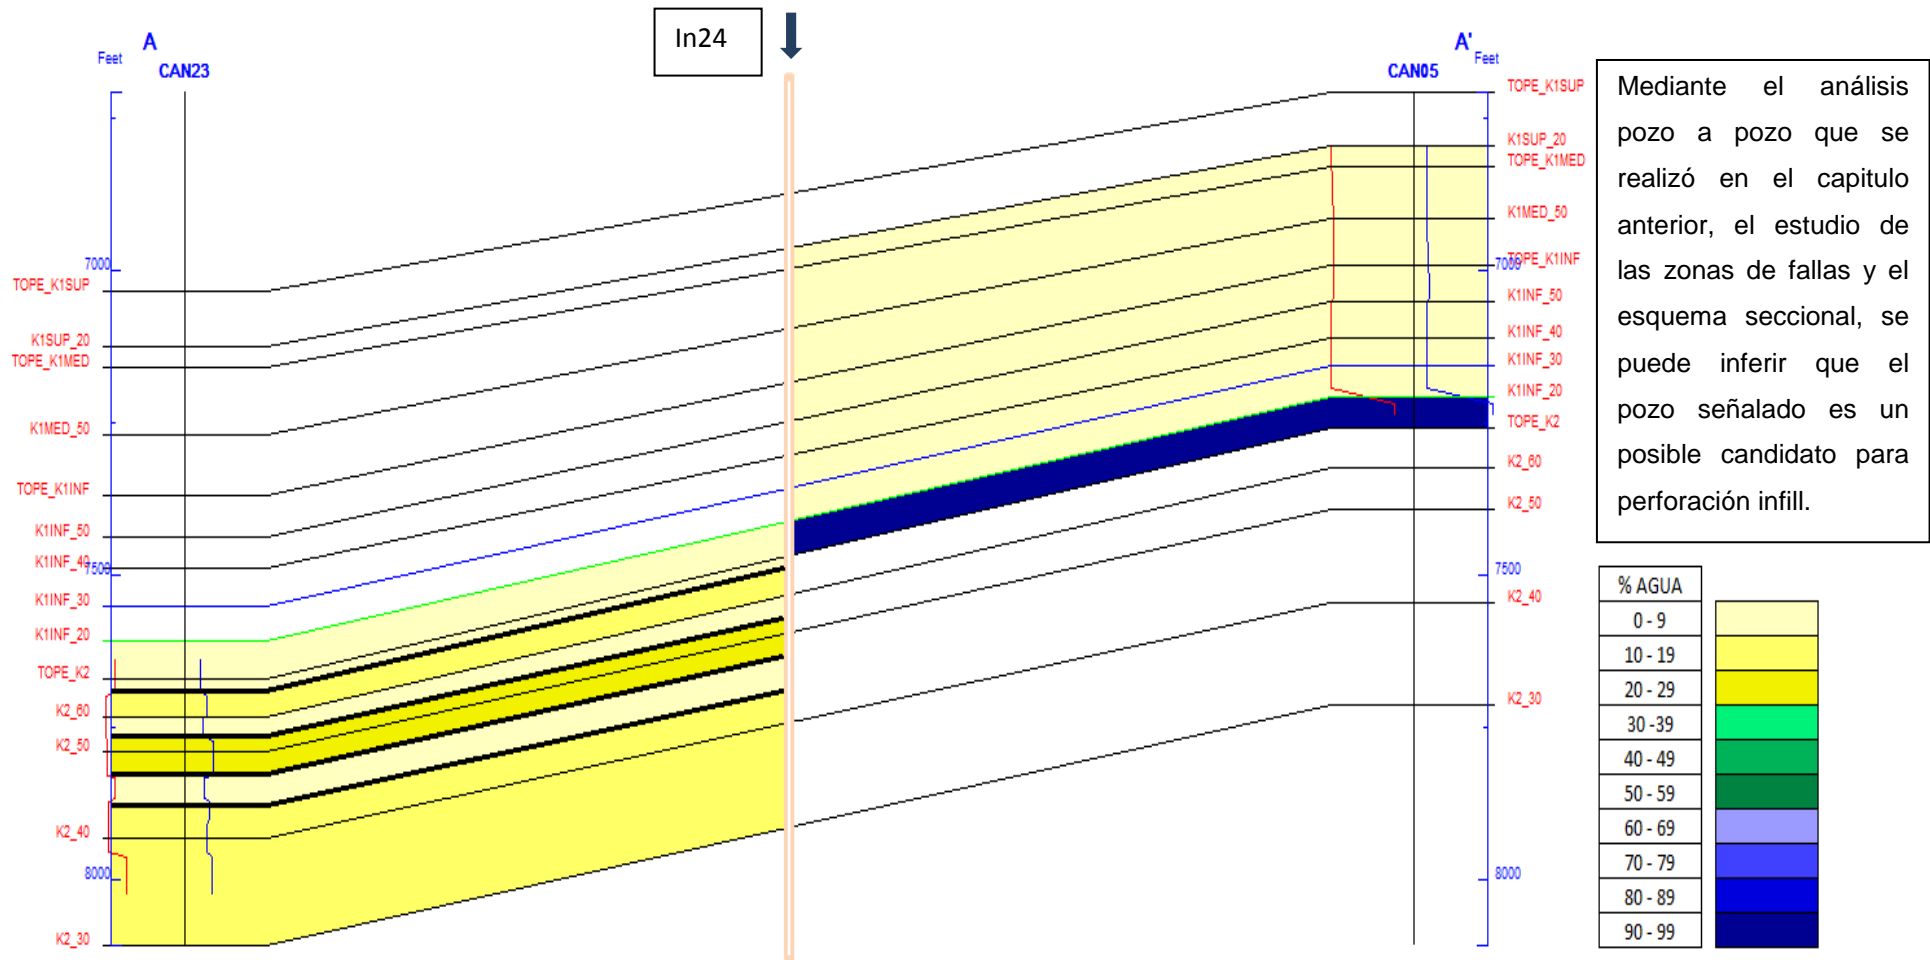 In24
A
Feet
CAN23
A'
Feet
CAN05
TOPE_K1SUP
K1SUP_20
TOPE_K1MED
K1MED_50
TOPE_K1INF
7000
K1INF_50
K1INF_40
K1INF_30
K1INF_20
TOPE_K2
K2_60
K2_50
7500
K2_40
K2_30
8000
7000
TOPE_K1SUP
K1SUP_20
TOPE_K1MED
K1MED_50
TOPE_K1INF
K1INF_50
K1INF_40
7500
K1INF_30
K1INF_20
TOPE_K2
K2_60
K2_50
K2_40
8000
K2_30
Mediante el análisis
pozo a pozo que se
realizó en el capitulo
anterior, el estudio de
las zonas de fallas y el
esquema seccional, se
puede inferir que el
pozo señalado es un
posible candidato para
perforación infill.
% AGUA
0 - 9
10 - 19
20 - 29
30 -39
40 - 49
50 - 59
60 - 69
70 - 79
80 - 89
90 - 99